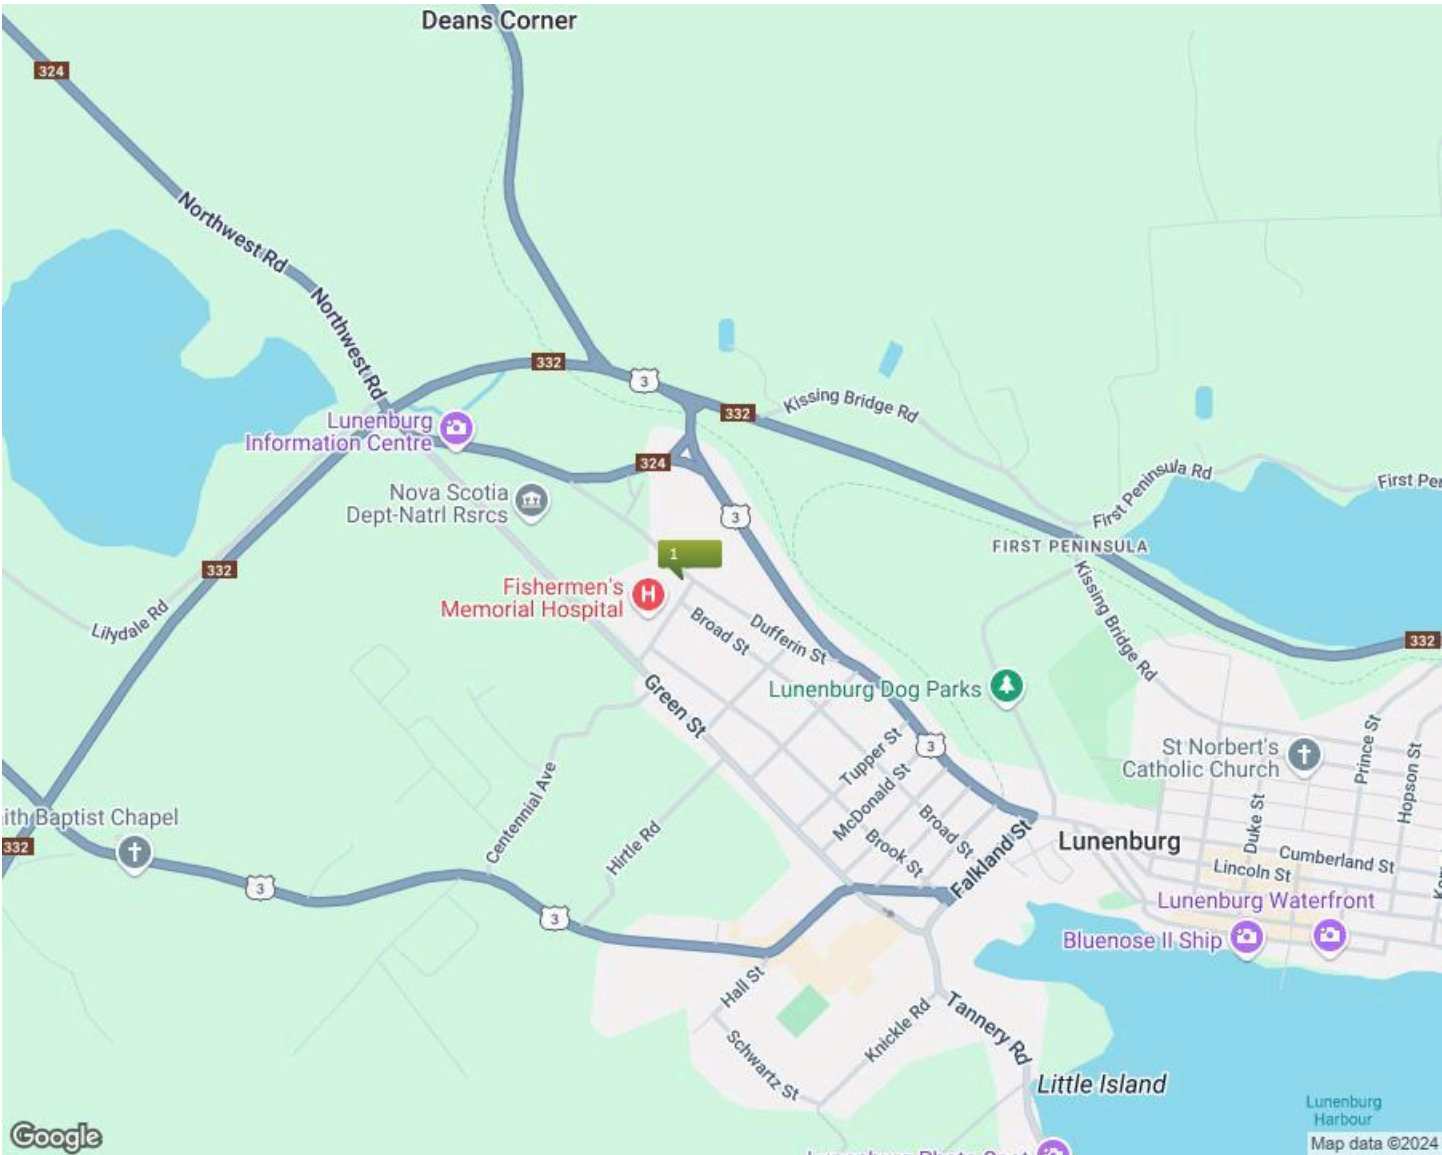 Deans Corner
324
Northwest Rd
Northwest Rd
332
3
332
Kissing Bridge Rd
Lunenburg
Information Centre
324
First Peninsula Rd
First Per
Nova Scotia
Dept-Natrl Rsrcs
3
FIRST PENINSULA
1
332
Fishermen's
Memorial Hospital
Lilydale Rd
Broad St
Dufferin St
Kissing Bridge Rd
332
Green St
Lunenburg Dog Parks
Tupper St
3
St Norbert's
Catholic Church
Prince St
Hopson St
McDonald St
Duke St
Centennial Ave
ith Baptist Chapel
332
Hirtle Rd
Broad St
Brook St
Falkland St
Lunenburg
Cumberland St
Lincoln St
3
3
Lunenburg Waterfront
Bluenose II Ship
Hall St
Knickle Rd
Tannery Rd
Schwartz St
Little Island
Lunenburg
Harbour
Google
Map data ©2024